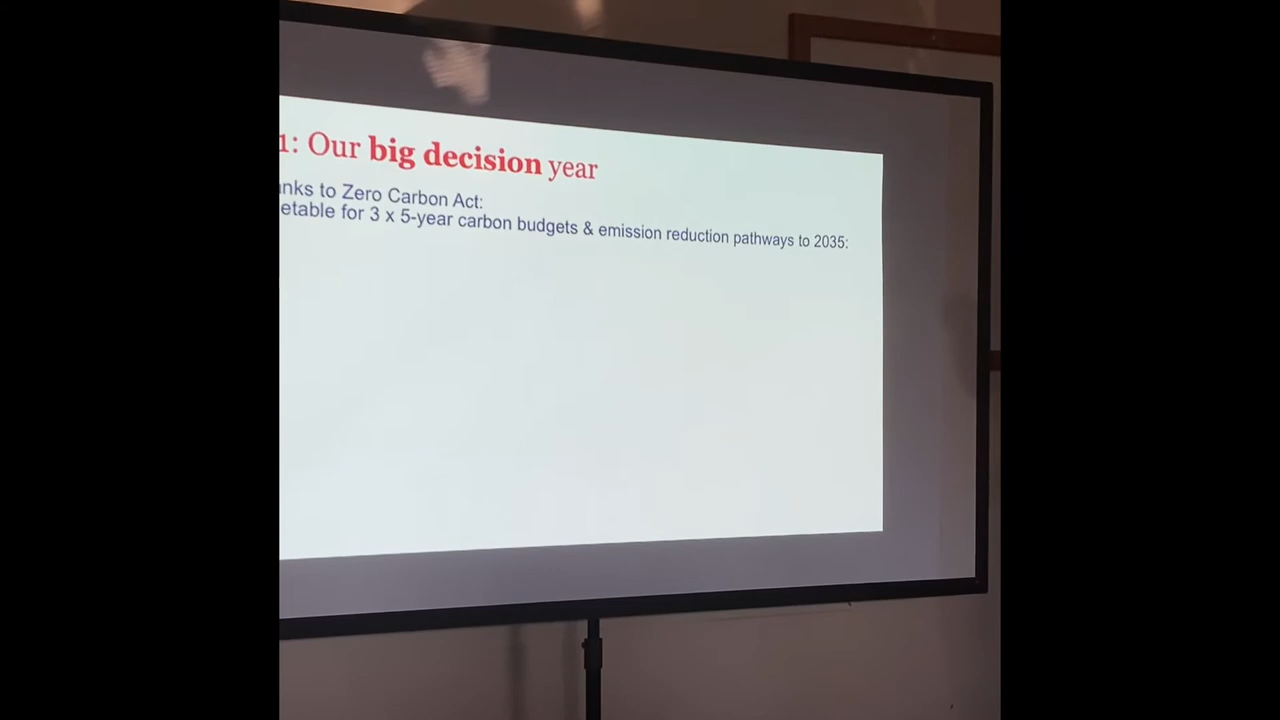 1: Our big decision year
anks to Zero Carbon Act:
etable for 3 x 5-year carbon budgets & emission reduction pathways to 2035: